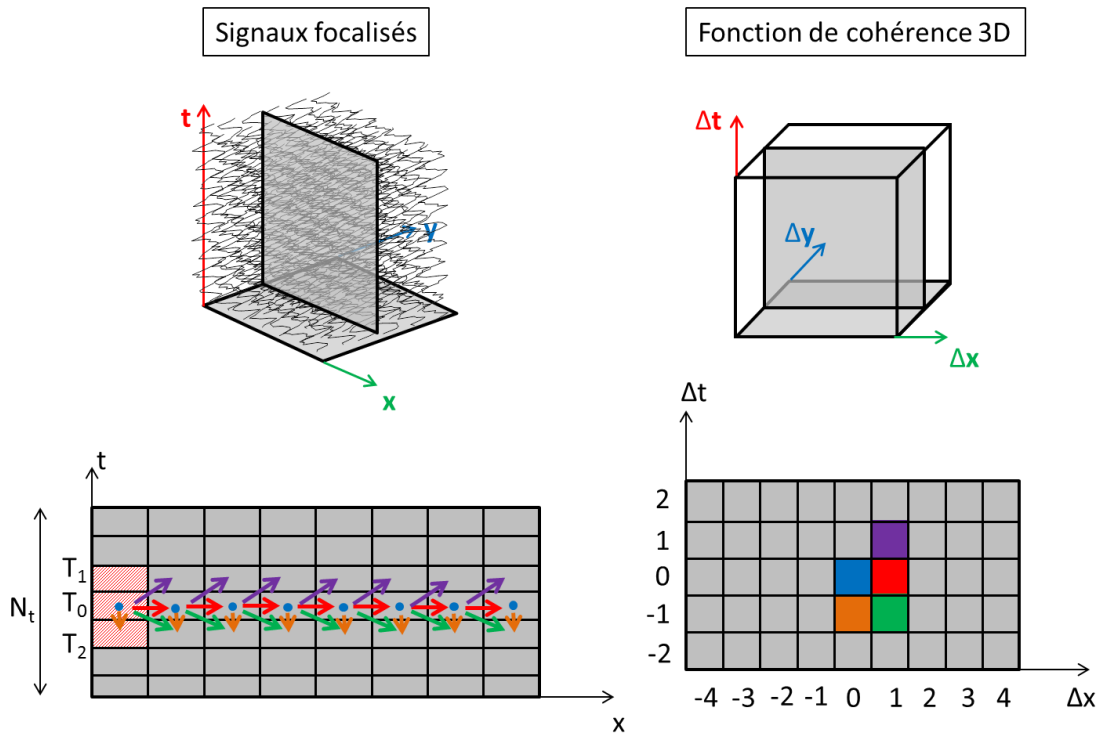 Signaux focalisés
Fonction de cohérence 3D
t
y
x
Δt
Δy
Δx
t
T1
T0
T2
Nt
x
Δt
2
1
0
-1
-2
-4 -3 -2 -1 0 1 2 3 4 Δx